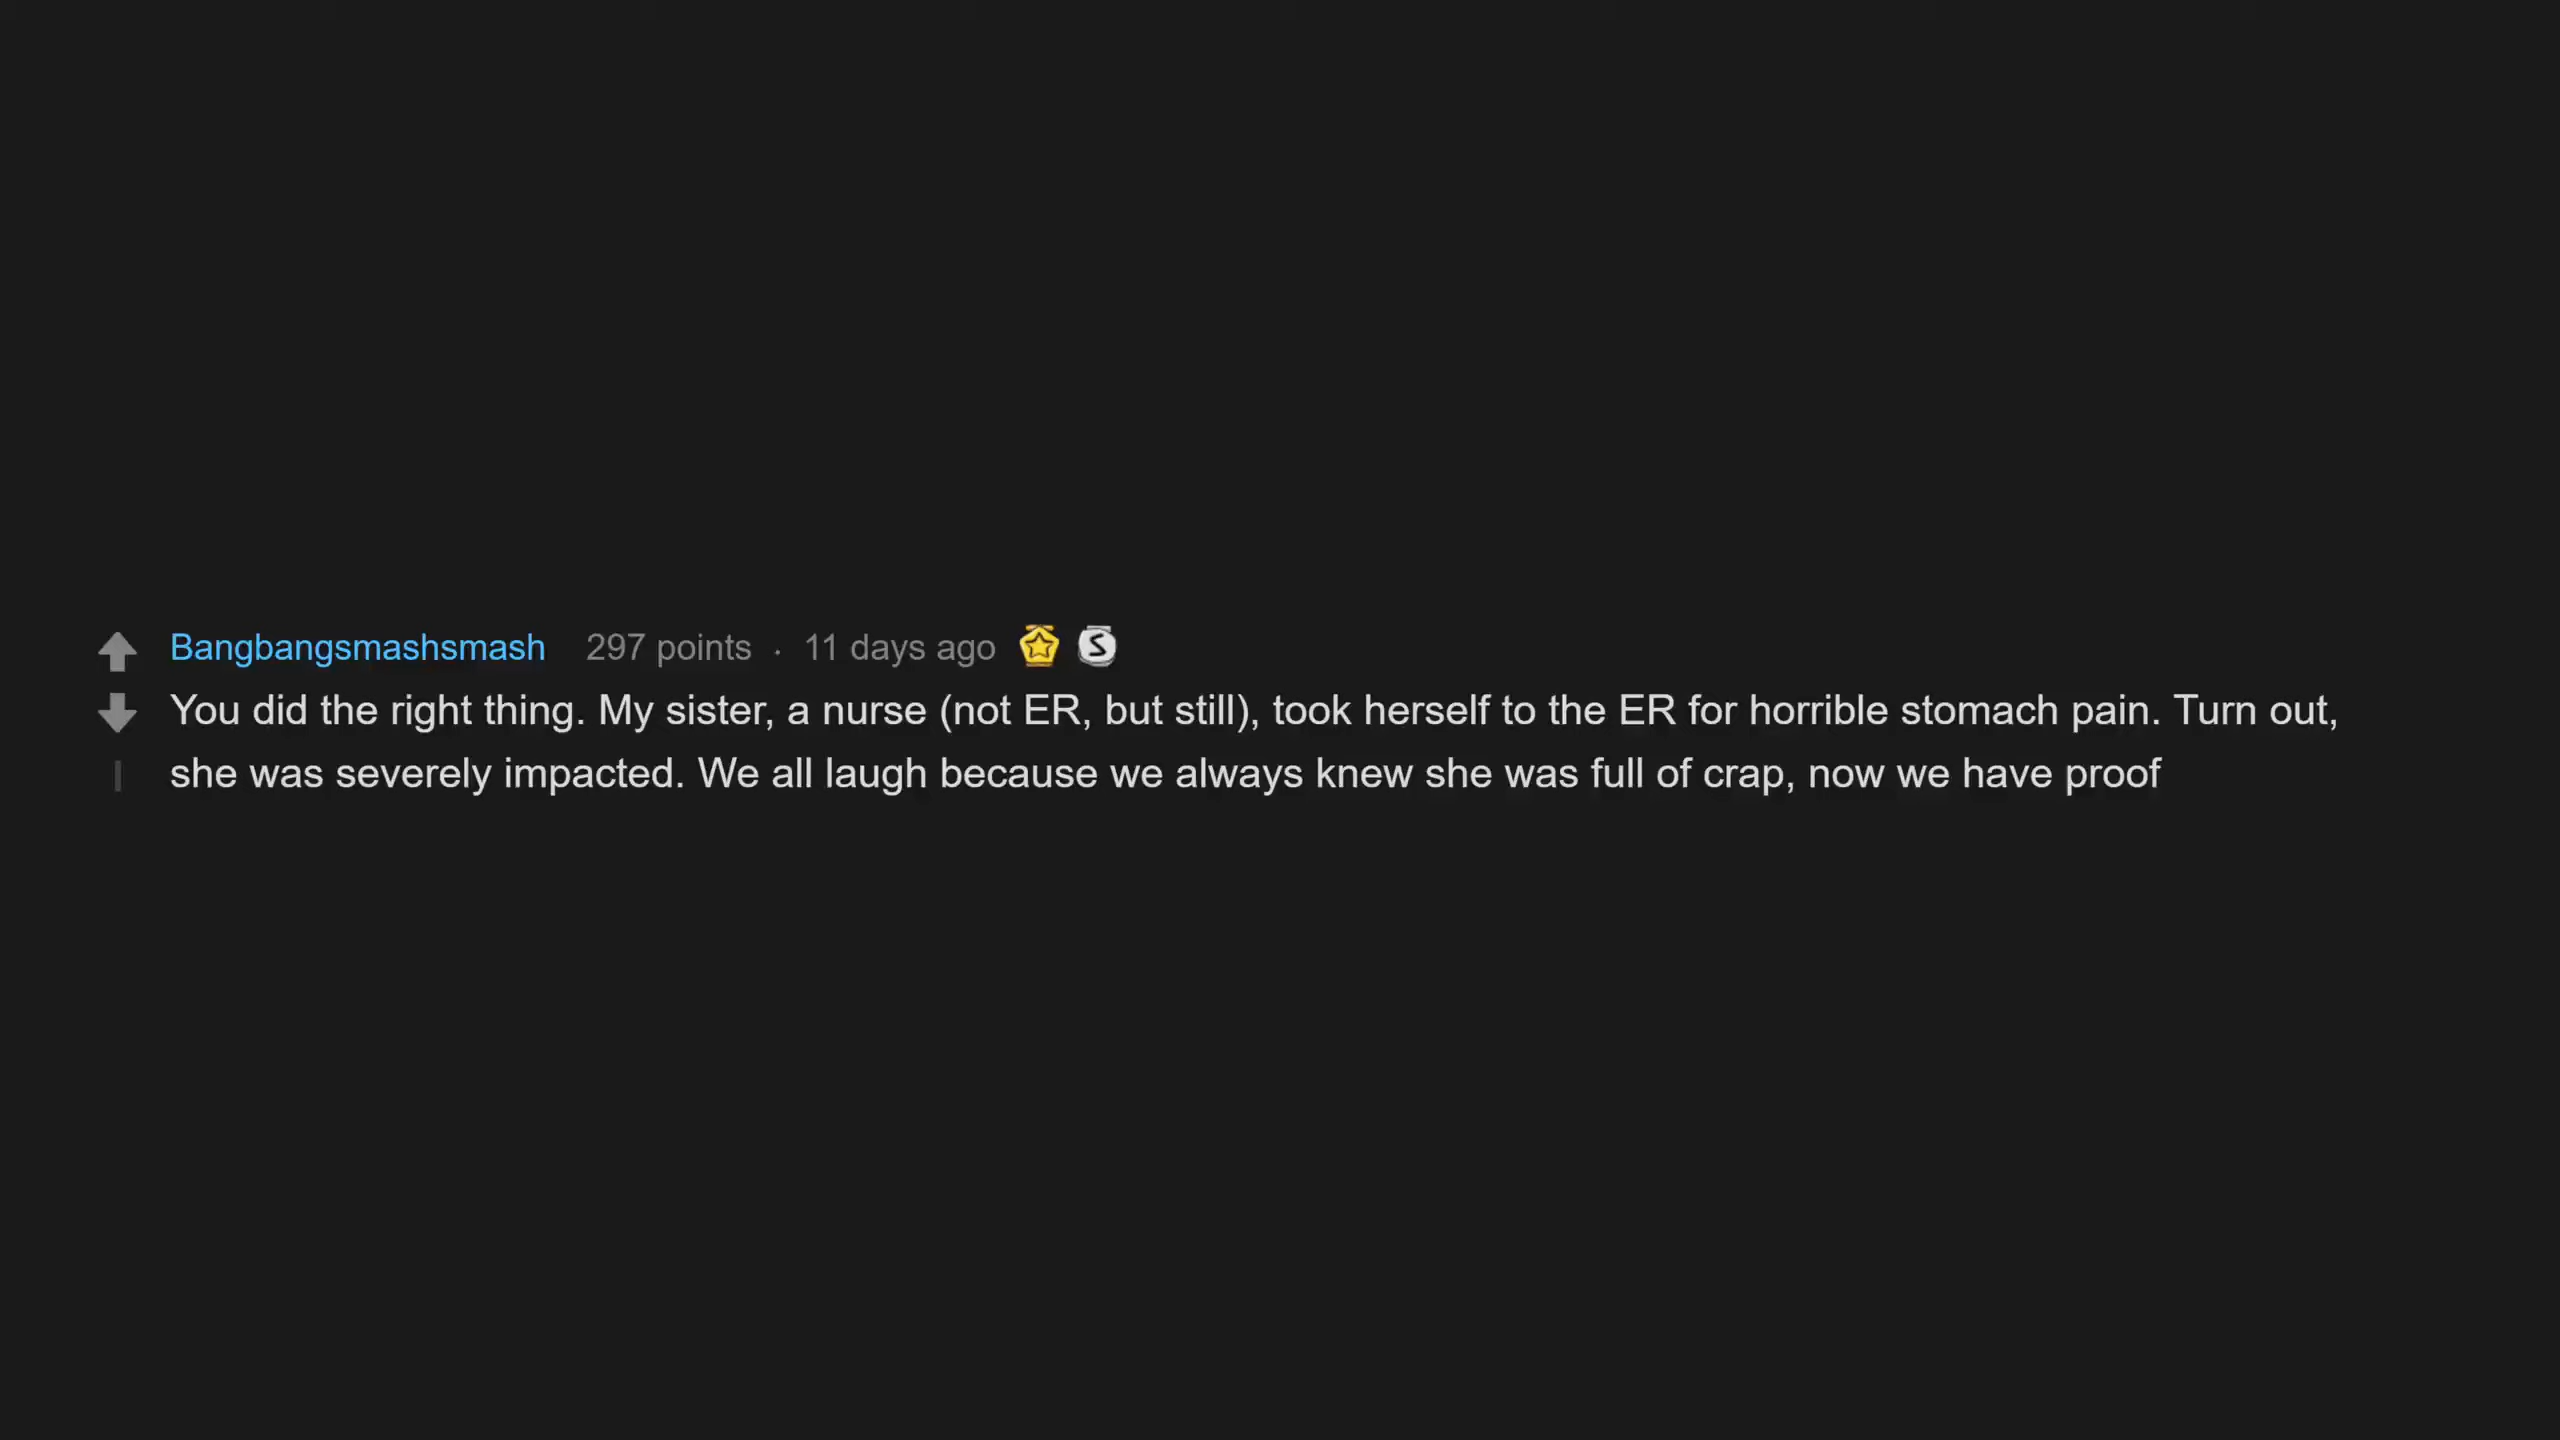 Bangbangsmashsmash 297 points · 11 days ago S
You did the right thing. My sister, a nurse (not ER, but still), took herself to the ER for horrible stomach pain. Turn out,
she was severely impacted. We all laugh because we always knew she was full of crap, now we have proof